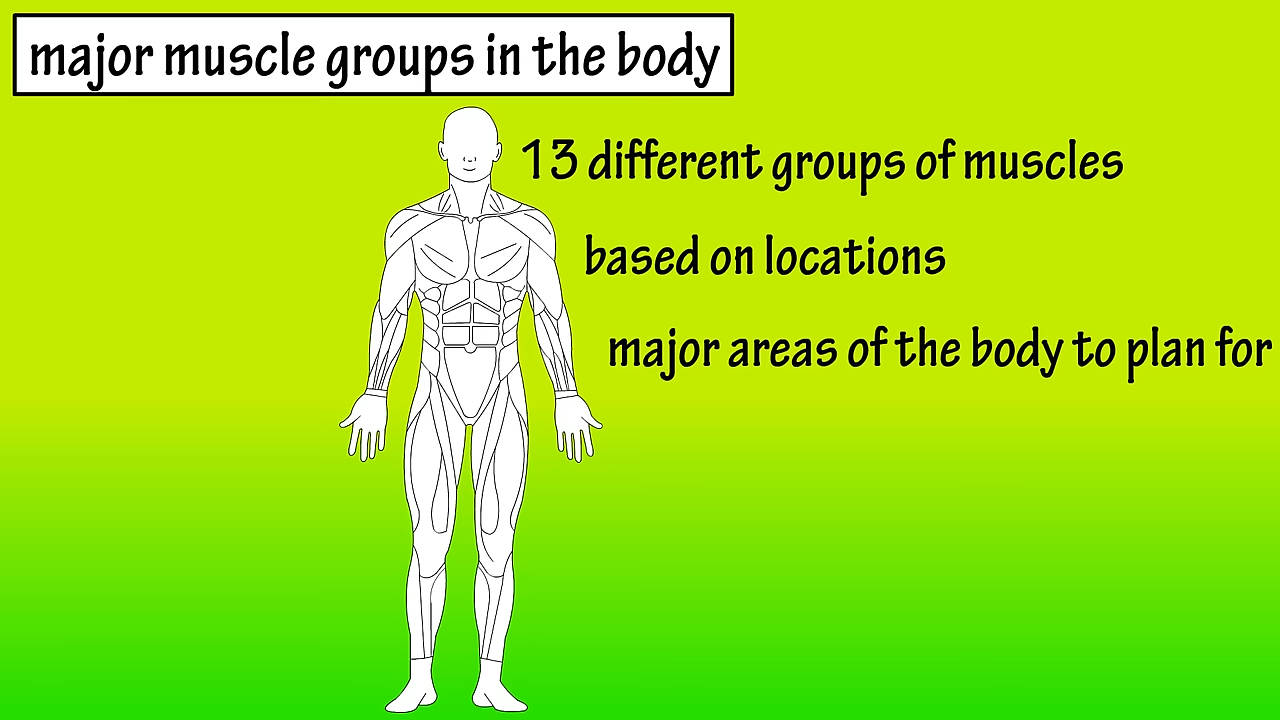 major muscle groups in the body
13 different groups of muscles
based on locations
major areas of the body to plan for